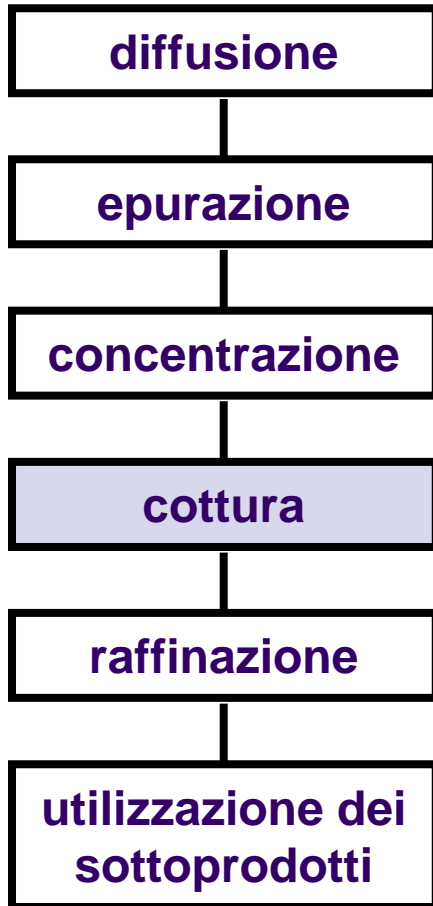 diffusione
epurazione
concentrazione
cottura
raffinazione
utilizzazione dei
sottoprodotti